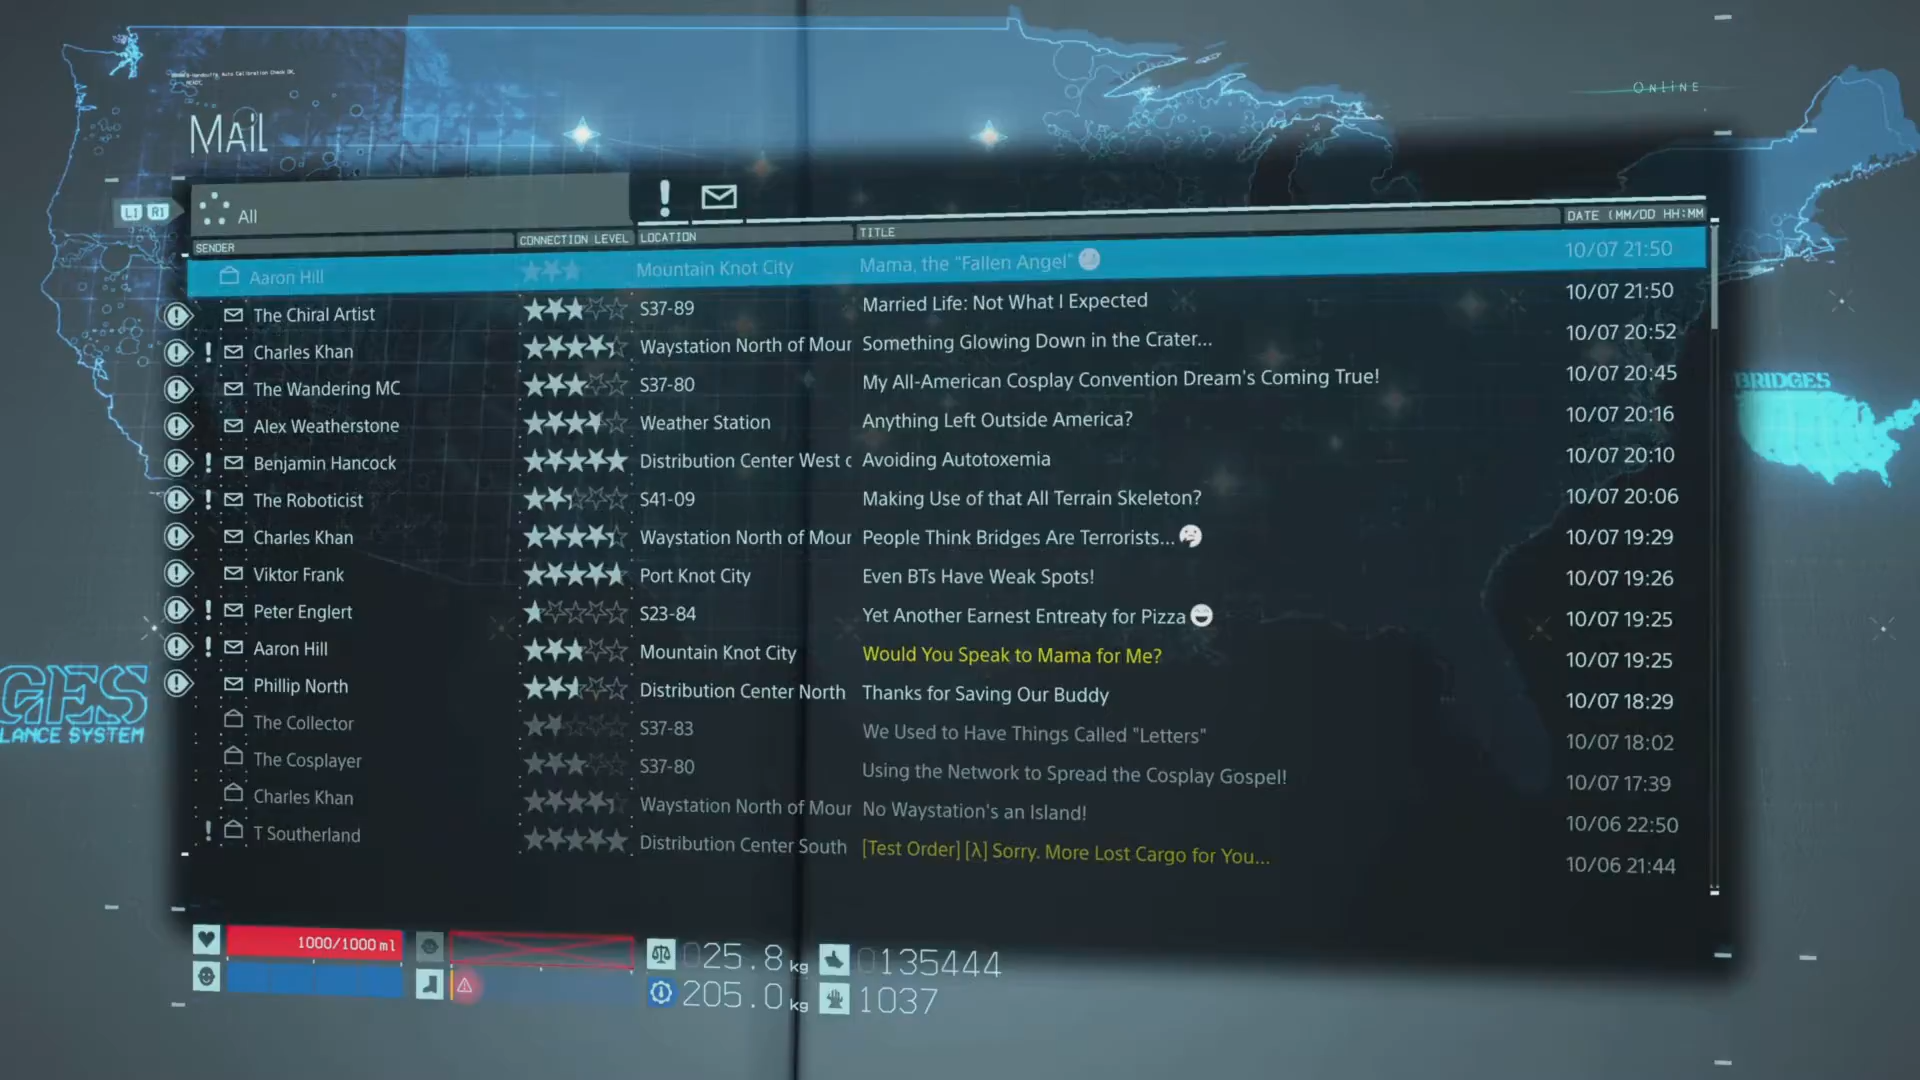 Auto Calibration Check OK,
READY,
ONLINE
MAIL
L1 R1 All
SENDER CONNECTION LEVEL LOCATION TITLE DATE (MM/DD HH:MM
Aaron Hill Mountain Knot City Mama, the "Fallen Angel" 10/07 21:50
The Chiral Artist S37-89 Married Life: Not What I Expected 10/07 21:50
! Charles Khan Waystation North of Moun Something Glowing Down in the Crater... 10/07 20:52
The Wandering MC S37-80 My All-American Cosplay Convention Dream's Coming True! 10/07 20:45
Alex Weatherstone Weather Station Anything Left Outside America? 10/07 20:16
! Benjamin Hancock Distribution Center West o Avoiding Autotoxemia 10/07 20:10
! The Roboticist S41-09 Making Use of that All Terrain Skeleton? 10/07 20:06
Charles Khan Waystation North of Moun People Think Bridges Are Terrorists... 10/07 19:29
Viktor Frank Port Knot City Even BTs Have Weak Spots! 10/07 19:26
! Peter Englert S23-84 Yet Another Earnest Entreaty for Pizza 10/07 19:25
! Aaron Hill Mountain Knot City Would You Speak to Mama for Me? 10/07 19:25
Phillip North Distribution Center North Thanks for Saving Our Buddy 10/07 18:29
The Collector S37-83 We Used to Have Things Called "Letters" 10/07 18:02
The Cosplayer S37-80 Using the Network to Spread the Cosplay Gospel! 10/07 17:39
Charles Khan Waystation North of Moun No Waystation's an Island! 10/06 22:50
! T Southerland Distribution Center South [Test Order] [λ] Sorry. More Lost Cargo for You... 10/06 21:44
BRIDGES
GES
LANCE SYSTEM
1000/1000 ml
025.8 kg 0135444
205.0 kg 1037